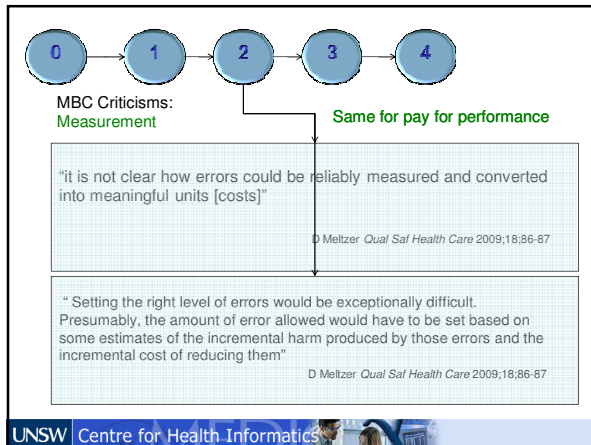 0 1 2 3 4
MBC Criticisms:
Measurement
Same for pay for performance
“it is not clear how errors could be reliably measured and converted
into meaningful units [costs]”
D Meltzer Qual Saf Health Care 2009;18;86-87
“ Setting the right level of errors would be exceptionally difficult.
Presumably, the amount of error allowed would have to be set based on
some estimates of the incremental harm produced by those errors and the
incremental cost of reducing them”
D Meltzer Qual Saf Health Care 2009;18;86-87
UNSW Centre for Health Informatics